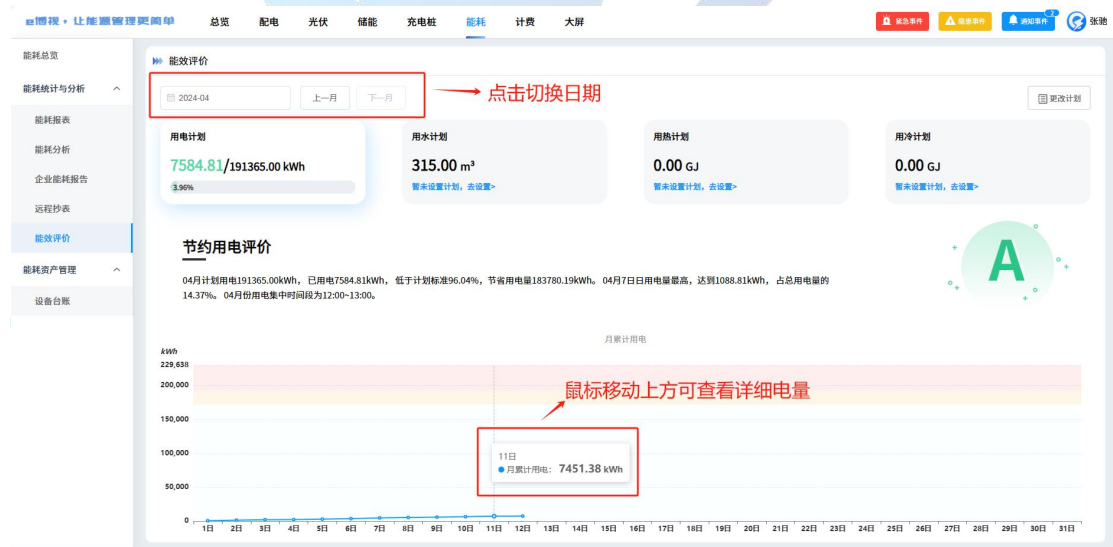 e博视·让能源管理更简单
总览 配电 光伏 储能 充电桩 能耗 计费 大屏
紧急事件
隐患事件
通知事件
2
张驰
能耗总览
能耗统计与分析
能耗报表
能耗分析
企业能耗报告
远程抄表
能效评价
能耗资产管理
设备台账
能效评价
2024-04 上一月 下一月
点击切换日期
更改计划
用电计划
7584.81/191365.00 kWh
3.96%
用水计划
315.00 m³
暂未设置计划，去设置>
用热计划
0.00 GJ
暂未设置计划，去设置>
用冷计划
0.00 GJ
暂未设置计划，去设置>
节约用电评价
A
04月计划用电191365.00kWh， 已用电7584.81kWh， 低于计划标准96.04%， 节省用电量183780.19kWh。 04月7日日用电量最高， 达到1088.81kWh， 占总用电量的
14.37%。 04月份用电集中时间段为12:00~13:00。
月累计用电
kWh
229,638
200,000
150,000
100,000
50,000
0
鼠标移动上方可查看详细电量
11日
月累计用电: 7451.38 kWh
1日 2日 3日 4日 5日 6日 7日 8日 9日 10日 11日 12日 13日 14日 15日 16日 17日 18日 19日 20日 21日 22日 23日 24日 25日 26日 27日 28日 29日 30日 31日